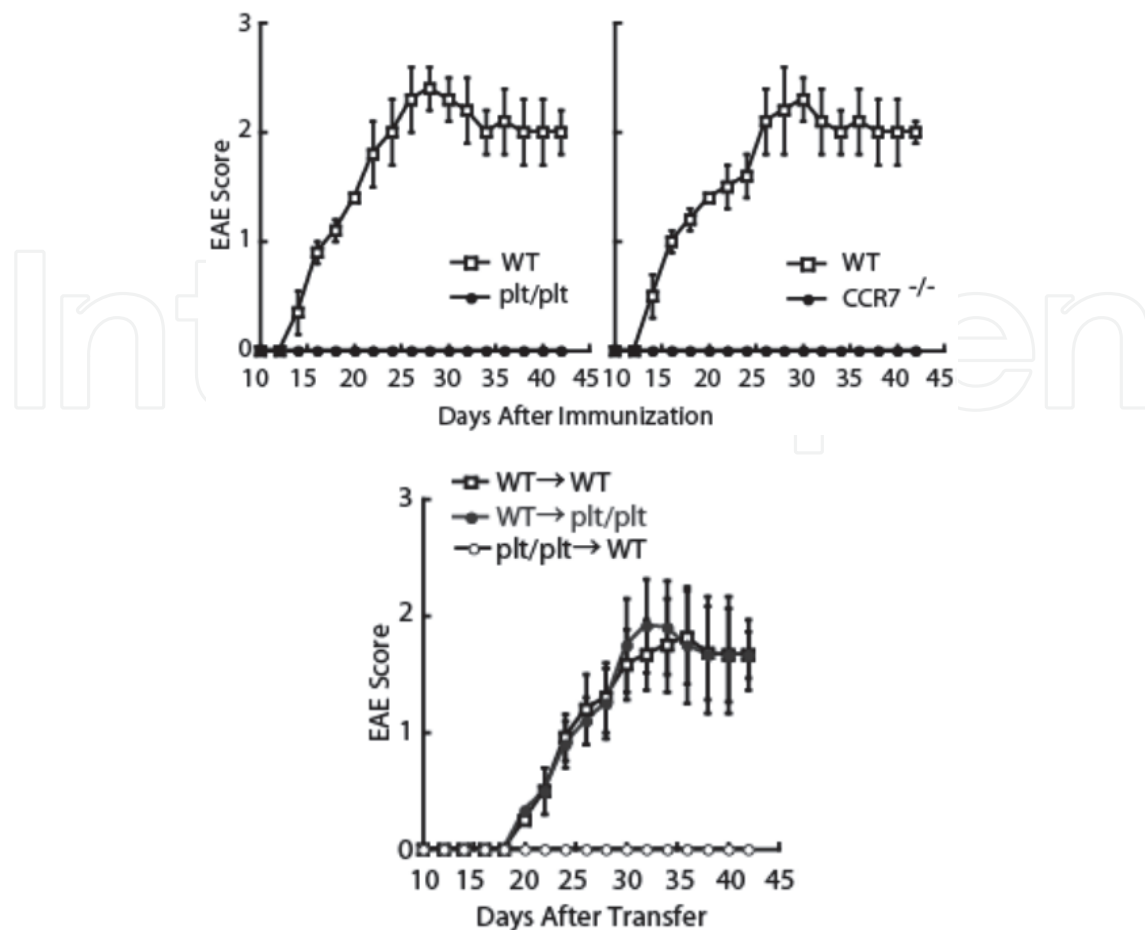 3
2
1
0
EAE Score
WT
plt/plt
10 15 20 25 30 35 40 45
WT
CCR7 -/-
10 15 20 25 30 35 40 45
Days After Immunization
WT→WT
WT→plt/plt
plt/plt→WT
3
2
1
0
EAE Score
10 15 20 25 30 35 40 45
Days After Transfer
Inte
en